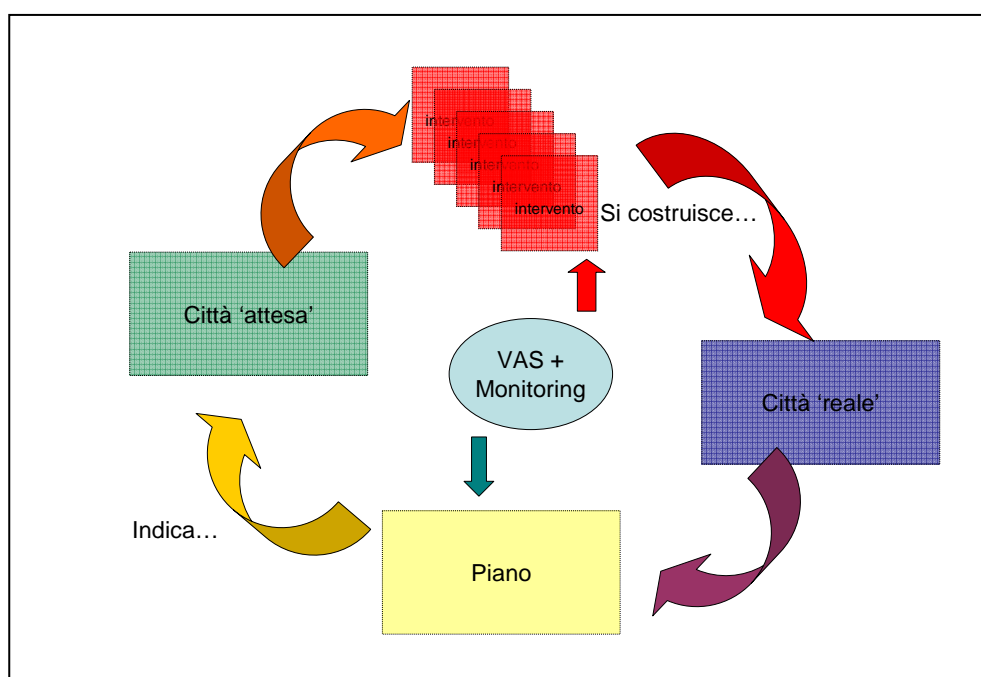 intervento
intervento
intervento
intervento
intervento
Si costruisce…
Città ‘attesa’
VAS +
Monitoring
Città ‘reale’
Indica…
Piano